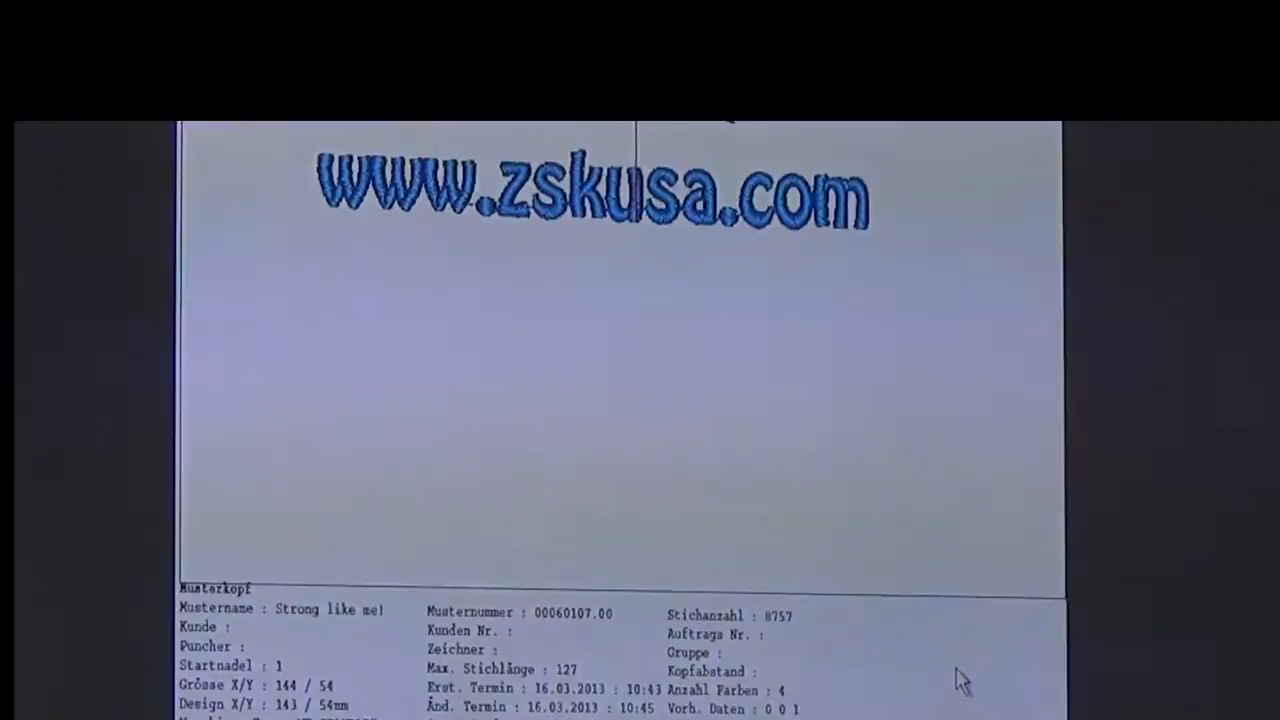 www.zskusa.com
Musterkopf
Mustername : Strong like me! Musternummer : 00060107.00 Stichanzahl : 8757
Kunde : Kunden Nr. : Auftrags Nr. :
Puncher : Zeichner : Gruppe :
Startnadel : 1 Max. Stichlänge : 127 Kopfabstand :
Grösse X/Y : 144 / 54 Erst. Termin : 16.03.2013 : 10:43 Anzahl Farben : 4
Design X/Y : 143 / 54mm Änd. Termin : 16.03.2013 : 10:45 Vorh. Daten : 0 0 1